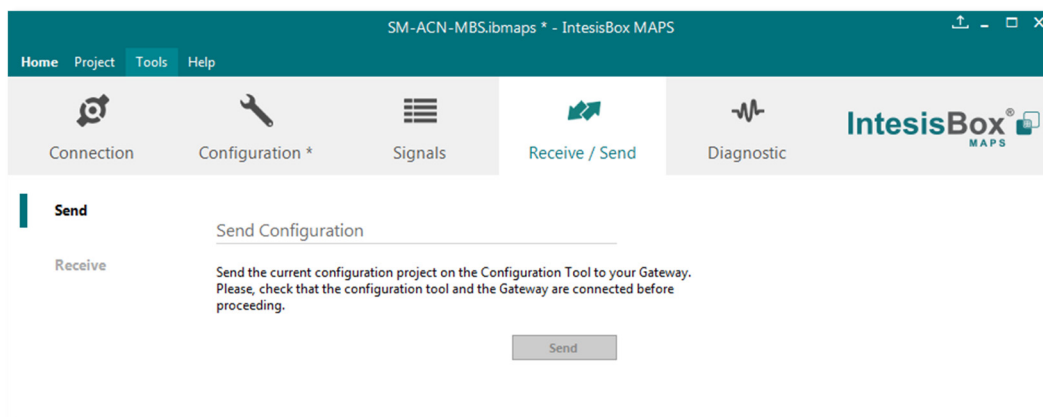 SM-ACN-MBS.ibmaps * - IntesisBox MAPS
Home Project Tools Help
Connection
Configuration *
Signals
Receive / Send
Diagnostic
IntesisBox®
MAPS
Send
Receive
Send Configuration
Send the current configuration project on the Configuration Tool to your Gateway.
Please, check that the configuration tool and the Gateway are connected before
proceeding.
Send